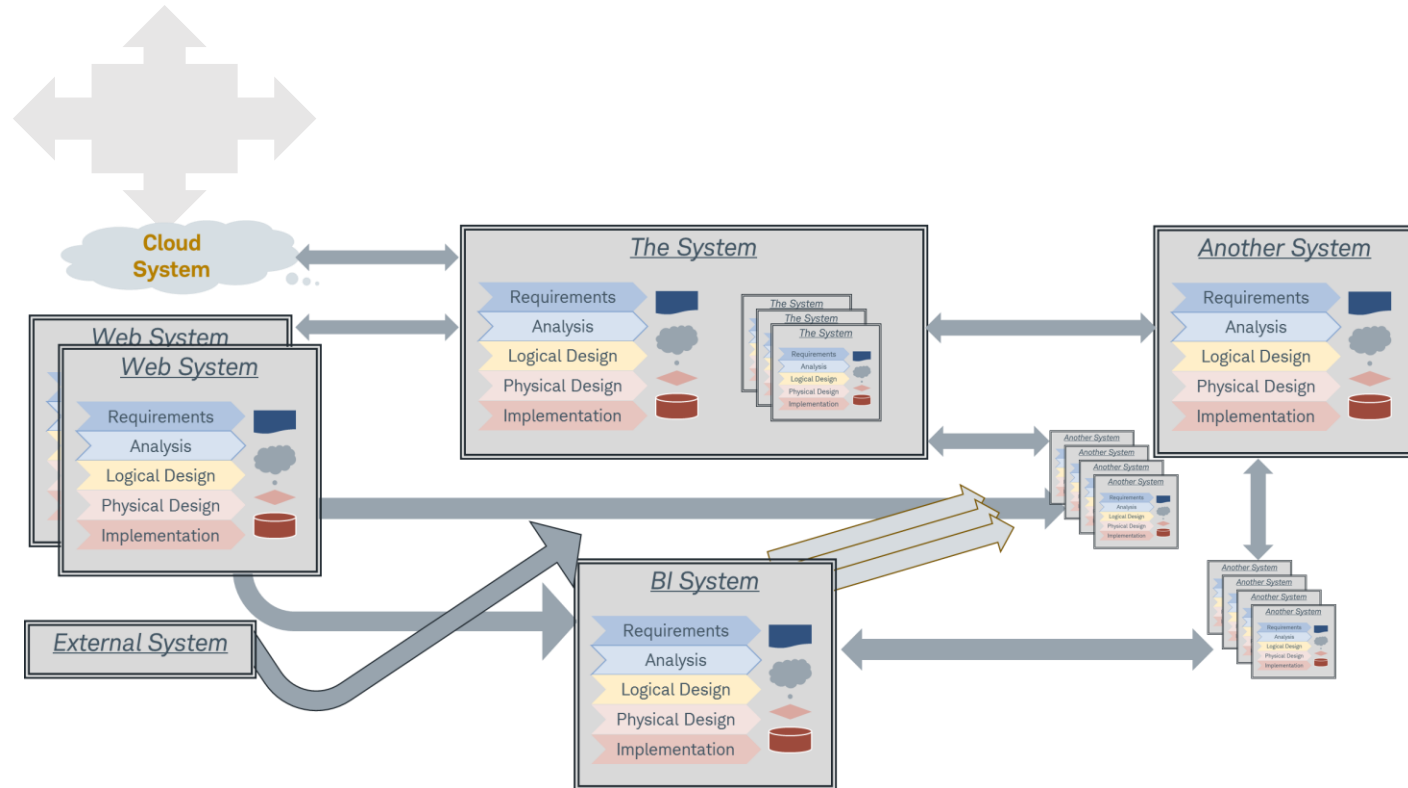 Cloud
System
The System
Requirements
Analysis
Logical Design
Physical Design
Implementation
The System
The System
The System
Requirements
Analysis
Logical Design
Physical Design
Implementation
Another System
Requirements
Analysis
Logical Design
Physical Design
Implementation
Web System
Web System
Requirements
Analysis
Logical Design
Physical Design
Implementation
Another System
Another System
Another System
Another System
Requirements
Analysis
Logical Design
Physical Design
Implementation
External System
BI System
Requirements
Analysis
Logical Design
Physical Design
Implementation
Another System
Another System
Another System
Another System
Requirements
Analysis
Logical Design
Physical Design
Implementation